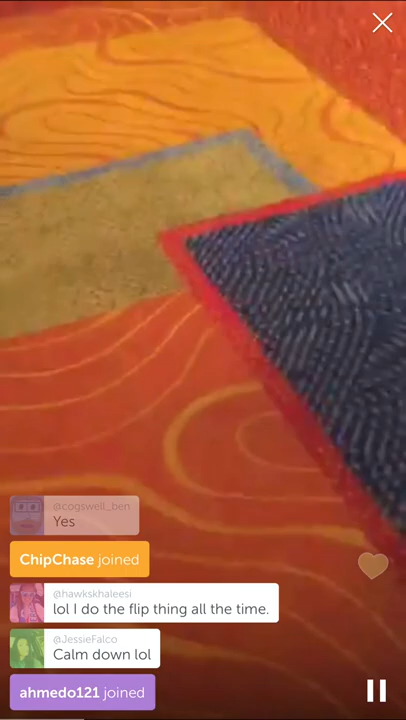 @cogswell_ben
Yes
ChipChase joined
@hawkskhaleesi
lol I do the flip thing all the time.
@JessieFalco
Calm down lol
ahmedo121 joined